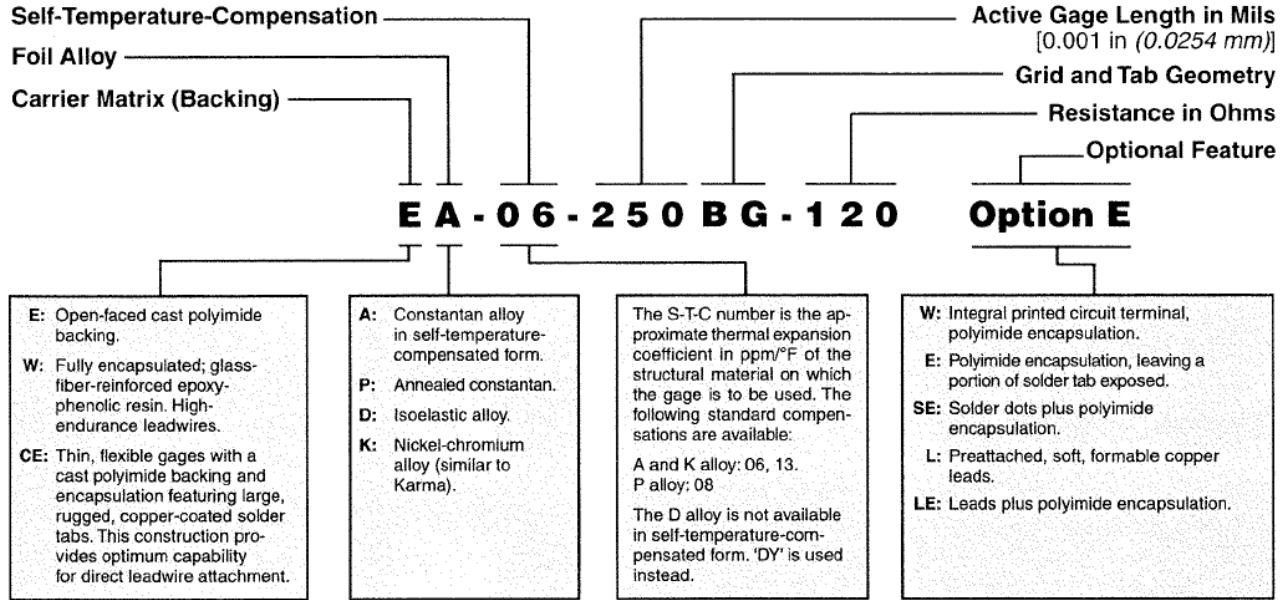 Self-Temperature-Compensation
Foil Alloy
Carrier Matrix (Backing)
Active Gage Length in Mils
[0.001 in (0.0254 mm)]
Grid and Tab Geometry
Resistance in Ohms
Optional Feature
E A - 0 6 - 2 5 0 B G - 1 2 0 Option E
E: Open-faced cast polyimide
backing.
W: Fully encapsulated; glass-
fiber-reinforced epoxy-
phenolic resin. High-
endurance leadwires.
CE: Thin, flexible gages with a
cast polyimide backing and
encapsulation featuring large,
rugged, copper-coated solder
tabs. This construction pro-
vides optimum capability
for direct leadwire attachment.
A: Constantan alloy
in self-temperature-
compensated form.
P: Annealed constantan.
D: Isoelastic alloy.
K: Nickel-chromium
alloy (similar to
Karma).
The S-T-C number is the ap-
proximate thermal expansion
coefficient in ppm/°F of the
structural material on which
the gage is to be used. The
following standard compen-
sations are available:
A and K alloy: 06, 13.
P alloy: 08
The D alloy is not available
in self-temperature-com-
pensated form. 'DY' is used
instead.
W: Integral printed circuit terminal,
polyimide encapsulation.
E: Polyimide encapsulation, leaving a
portion of solder tab exposed.
SE: Solder dots plus polyimide
encapsulation.
L: Preattached, soft, formable copper
leads.
LE: Leads plus polyimide encapsulation.